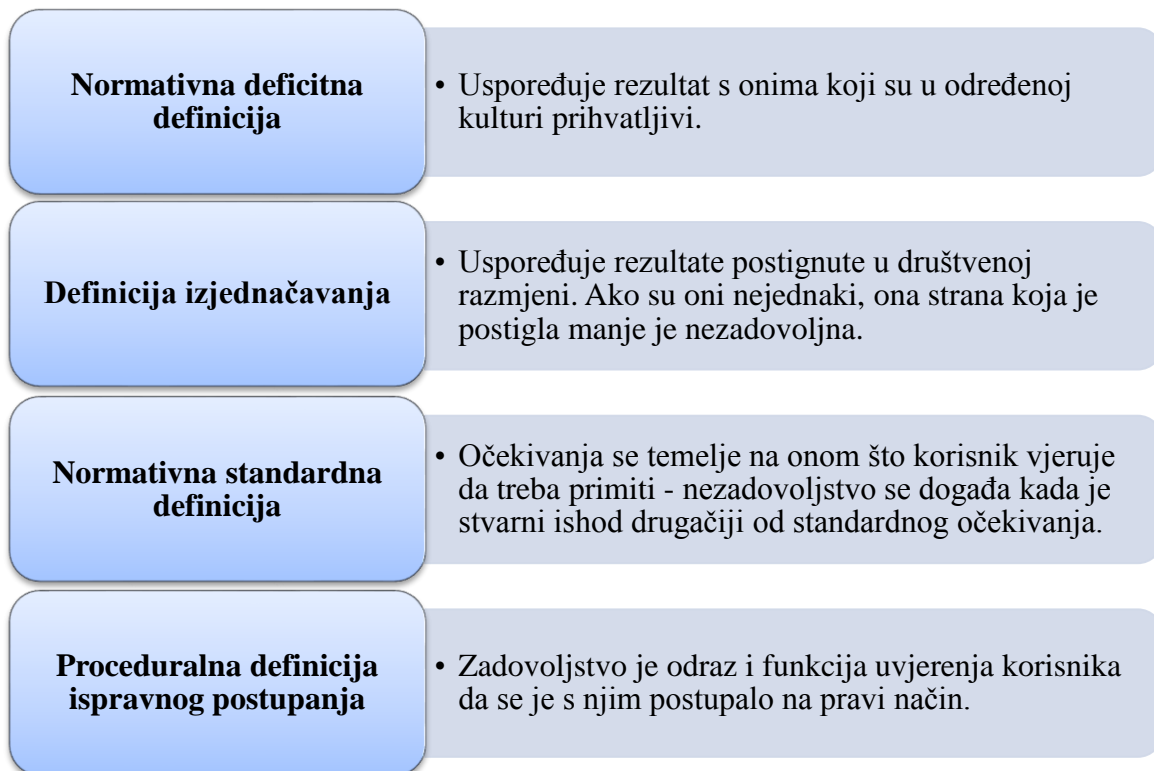 Normativna deficitna
definicija
• Uspoređuje rezultat s onima koji su u određenoj
kulturi prihvatljivi.
Definicija izjednačavanja
• Uspoređuje rezultate postignute u društvenoj
razmjeni. Ako su oni nejednaki, ona strana koja je
postigla manje je nezadovoljna.
Normativna standardna
definicija
• Očekivanja se temelje na onom što korisnik vjeruje
da treba primiti - nezadovoljstvo se događa kada je
stvarni ishod drugačiji od standardnog očekivanja.
Proceduralna definicija
ispravnog postupanja
• Zadovoljstvo je odraz i funkcija uvjerenja korisnika
da se je s njim postupalo na pravi način.